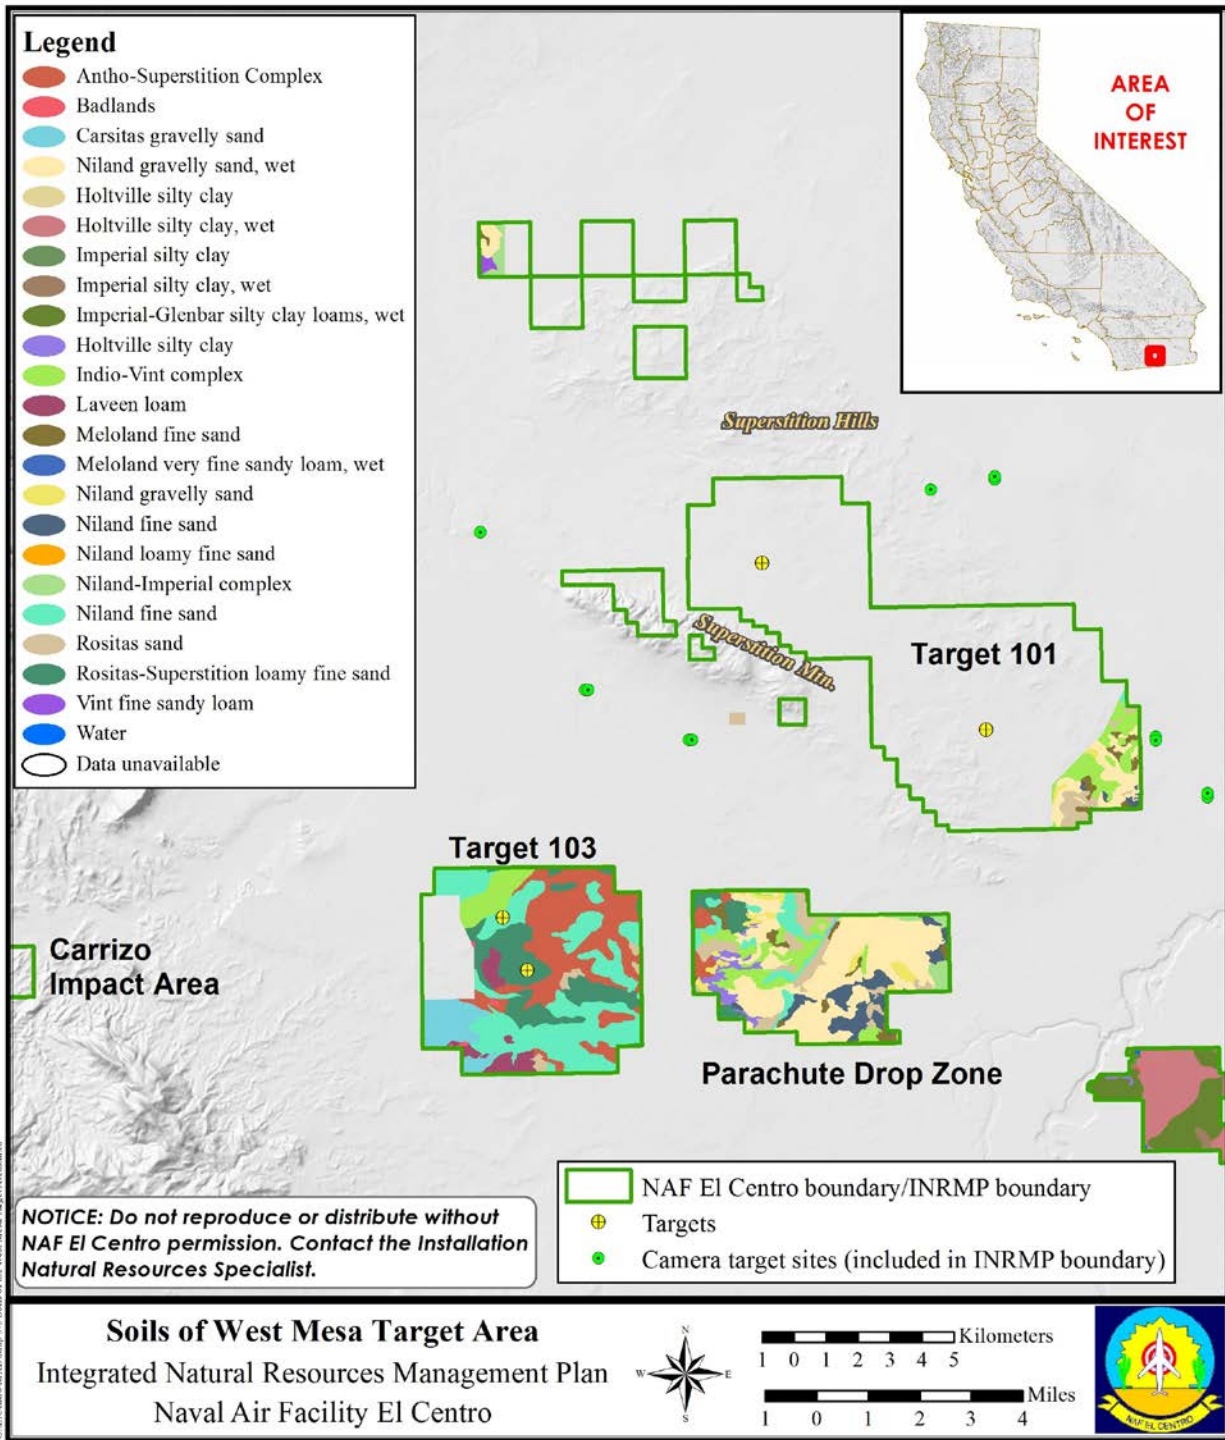 Legend
Antho-Superstition Complex
Badlands
Carsitas gravelly sand
Niland gravelly sand, wet
Holtville silty clay
Holtville silty clay, wet
Imperial silty clay
Imperial silty clay, wet
Imperial-Glenbar silty clay loams, wet
Holtville silty clay
Indio-Vint complex
Laveen loam
Meloland fine sand
Meloland very fine sandy loam, wet
Niland gravelly sand
Niland fine sand
Niland loamy fine sand
Niland-Imperial complex
Niland fine sand
Rositas sand
Rositas-Superstition loamy fine sand
Vint fine sandy loam
Water
Data unavailable
AREA
OF
INTEREST
Superstition Hills
Superstition Mtn.
Target 101
Target 103
Carrizo
Impact Area
Parachute Drop Zone
NAF El Centro boundary/INRMP boundary
Targets
Camera target sites (included in INRMP boundary)
NOTICE: Do not reproduce or distribute without
NAF El Centro permission. Contact the Installation
Natural Resources Specialist.
Soils of West Mesa Target Area
Integrated Natural Resources Management Plan
Naval Air Facility El Centro
N
W E
S
Kilometers
1 0 1 2 3 4 5
Miles
1 0 1 2 3 4
NAF EL CENTRO